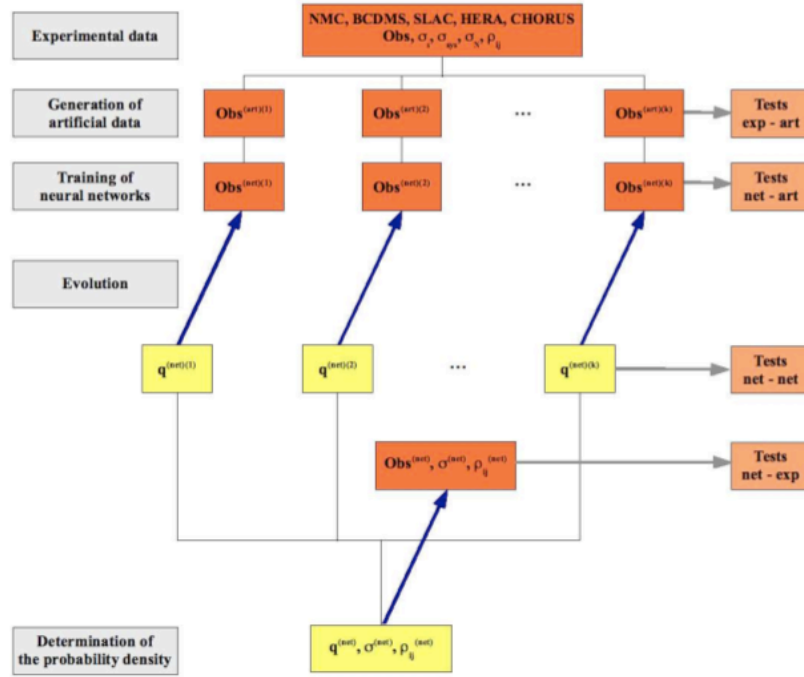 Experimental data
NMC, BCDMS, SLAC, HERA, CHORUS
Obs, σₛ, σₛᵧₛ, σ_N, ρᵢⱼ
Generation of
artificial data
Obs⁽ᵃʳᵗ⁾⁽¹⁾
Obs⁽ᵃʳᵗ⁾⁽²⁾
...
Obs⁽ᵃʳᵗ⁾⁽ᵏ⁾
Tests
exp - art
Training of
neural networks
Obs⁽ⁿᵉᵗ⁾⁽¹⁾
Obs⁽ⁿᵉᵗ⁾⁽²⁾
...
Obs⁽ⁿᵉᵗ⁾⁽ᵏ⁾
Tests
net - art
Evolution
q⁽ⁿᵉᵗ⁾⁽¹⁾
q⁽ⁿᵉᵗ⁾⁽²⁾
...
q⁽ⁿᵉᵗ⁾⁽ᵏ⁾
Tests
net - net
Obs⁽ⁿᵉᵗ⁾, σ⁽ⁿᵉᵗ⁾, ρᵢⱼ⁽ⁿᵉᵗ⁾
Tests
net - exp
Determination of
the probability density
q⁽ⁿᵉᵗ⁾, σ⁽ⁿᵉᵗ⁾, ρᵢⱼ⁽ⁿᵉᵗ⁾